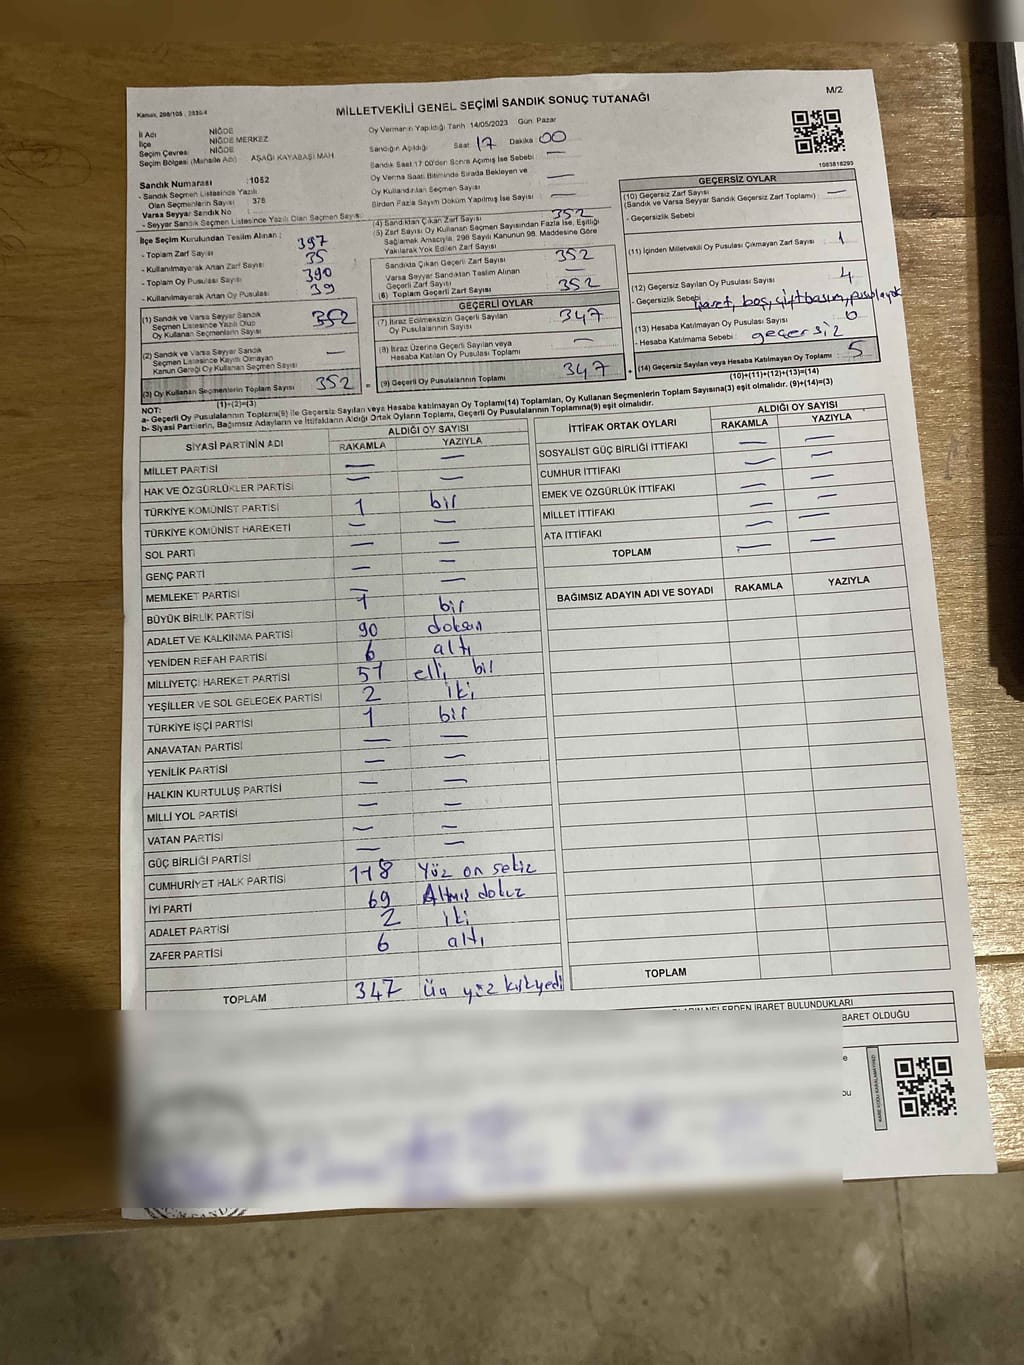 Kanun, 298/105 ; 2839/4
MİLLETVEKİLİ GENEL SEÇİMİ SANDIK SONUÇ TUTANAĞI
M/2
İl Adı NİĞDE
İlçe NİĞDE MERKEZ
Seçim Çevresi NİĞDE
Seçim Bölgesi (Mahalle Adı) AŞAĞI KAYABAŞI MAH
Sandık Numarası : 1052
- Sandık Seçmen Listesinde Yazılı
Olan Seçmenlerin Sayısı 376
Varsa Seyyar Sandık No :
- Seyyar Sandık Seçmen Listesinde Yazılı Olan Seçmen Sayısı:
Oy Vermenin Yapıldığı Tarih 14/05/2023 Gün Pazar
Sandığın Açıldığı Saat 17 Dakika 00
Sandık Saat 17.00'den Sonra Açılmış İse Sebebi : —
Oy Verme Saati Bitiminde Sırada Bekleyen ve
Oy Kullandırılan Seçmen Sayısı —
Birden Fazla Sayım Döküm Yapılmış İse Sayısı : —
1083818295
İlçe Seçim Kurulundan Teslim Alınan :
- Toplam Zarf Sayısı 397
- Kullanılmayarak Artan Zarf Sayısı 35
- Toplam Oy Pusulası Sayısı 390
- Kullanılmayarak Artan Oy Pusulası : 39
(1) Sandık ve Varsa Seyyar Sandık
Seçmen Listesinde Yazılı Olup
Oy Kullanan Seçmenlerin Sayısı 352
(2) Sandık ve Varsa Seyyar Sandık
Seçmen Listesinde Kayıtlı Olmayan
Kanun Gereği Oy Kullanan Seçmen Sayısı —
(3) Oy Kullanan Seçmenlerin Toplam Sayısı 352 =
(1)+(2)=(3)
(4) Sandıktan Çıkan Zarf Sayısı 352
(5) Zarf Sayısı Oy Kullanan Seçmen Sayısından Fazla İse, Eşitliği
Sağlamak Amacıyla, 298 Sayılı Kanunun 98. Maddesine Göre
Yakılarak Yok Edilen Zarf Sayısı
Sandıkta Çıkan Geçerli Zarf Sayısı 352
Varsa Seyyar Sandıktan Teslim Alınan
Geçerli Zarf Sayısı —
(6) Toplam Geçerli Zarf Sayısı 352
GEÇERLİ OYLAR
(7) İtiraz Edilmeksizin Geçerli Sayılan
Oy Pusulalarının Sayısı 347
(8) İtiraz Üzerine Geçerli Sayılan veya
Hesaba Katılan Oy Pusulası Toplamı —
(9) Geçerli Oy Pusulalarının Toplamı 347 +
GEÇERSİZ OYLAR
(10) Geçersiz Zarf Sayısı
(Sandık ve Varsa Seyyar Sandık Geçersiz Zarf Toplamı) : —
- Geçersizlik Sebebi
(11) İçinden Milletvekili Oy Pusulası Çıkmayan Zarf Sayısı : 1
(12) Geçersiz Sayılan Oy Pusulası Sayısı : 4
- Geçersizlik Sebebi : işaret, boş, çift basım,
(13) Hesaba Katılmayan Oy Pusulası Sayısı : 0
- Hesaba Katılmama Sebebi : geçersiz
(14) Geçersiz Sayılan veya Hesaba Katılmayan Oy Toplamı : 5
(10)+(11)+(12)+(13)=(14)
NOT:
a- Geçerli Oy Pusulalarının Toplamı(9) ile Geçersiz Sayılan veya Hesaba katılmayan Oy Toplamı(14) Toplamları, Oy Kullanan Seçmenlerin Toplam Sayısına(3) eşit olmalıdır. (9)+(14)=(3)
b- Siyasi Partilerin, Bağımsız Adayların ve İttifakların Aldığı Ortak Oyların Toplamı, Geçerli Oy Pusulalarının Toplamına(9) eşit olmalıdır.
SİYASİ PARTİNİN ADI ALDIĞI OY SAYISI
RAKAMLA YAZIYLA
MİLLET PARTİSİ — —
HAK VE ÖZGÜRLÜKLER PARTİSİ — —
TÜRKİYE KOMÜNİST PARTİSİ 1 bir
TÜRKİYE KOMÜNİST HAREKETİ — —
SOL PARTİ — —
GENÇ PARTİ — —
MEMLEKET PARTİSİ — —
BÜYÜK BİRLİK PARTİSİ 1 bir
ADALET VE KALKINMA PARTİSİ 90 doksan
YENİDEN REFAH PARTİSİ 6 altı
MİLLİYETÇİ HAREKET PARTİSİ 51 elli bir
YEŞİLLER VE SOL GELECEK PARTİSİ 2 iki
TÜRKİYE İŞÇİ PARTİSİ 1 bir
ANAVATAN PARTİSİ — —
YENİLİK PARTİSİ — —
HALKIN KURTULUŞ PARTİSİ — —
MİLLİ YOL PARTİSİ — —
VATAN PARTİSİ — —
GÜÇ BİRLİĞİ PARTİSİ — —
CUMHURİYET HALK PARTİSİ 118 Yüz on sekiz
İYİ PARTİ 69 Altmış dokuz
ADALET PARTİSİ 2 iki
ZAFER PARTİSİ 6 altı
TOPLAM 347 üç yüz kırkyedi
İTTİFAK ORTAK OYLARI ALDIĞI OY SAYISI
RAKAMLA YAZIYLA
SOSYALİST GÜÇ BİRLİĞİ İTTİFAKI — —
CUMHUR İTTİFAKI — —
EMEK VE ÖZGÜRLÜK İTTİFAKI — —
MİLLET İTTİFAKI — —
ATA İTTİFAKI — —
TOPLAM — —
BAĞIMSIZ ADAYIN ADI VE SOYADI RAKAMLA YAZIYLA
TOPLAM
NELERDEN İBARET BULUNDUKLARI
İBARET OLDUĞU